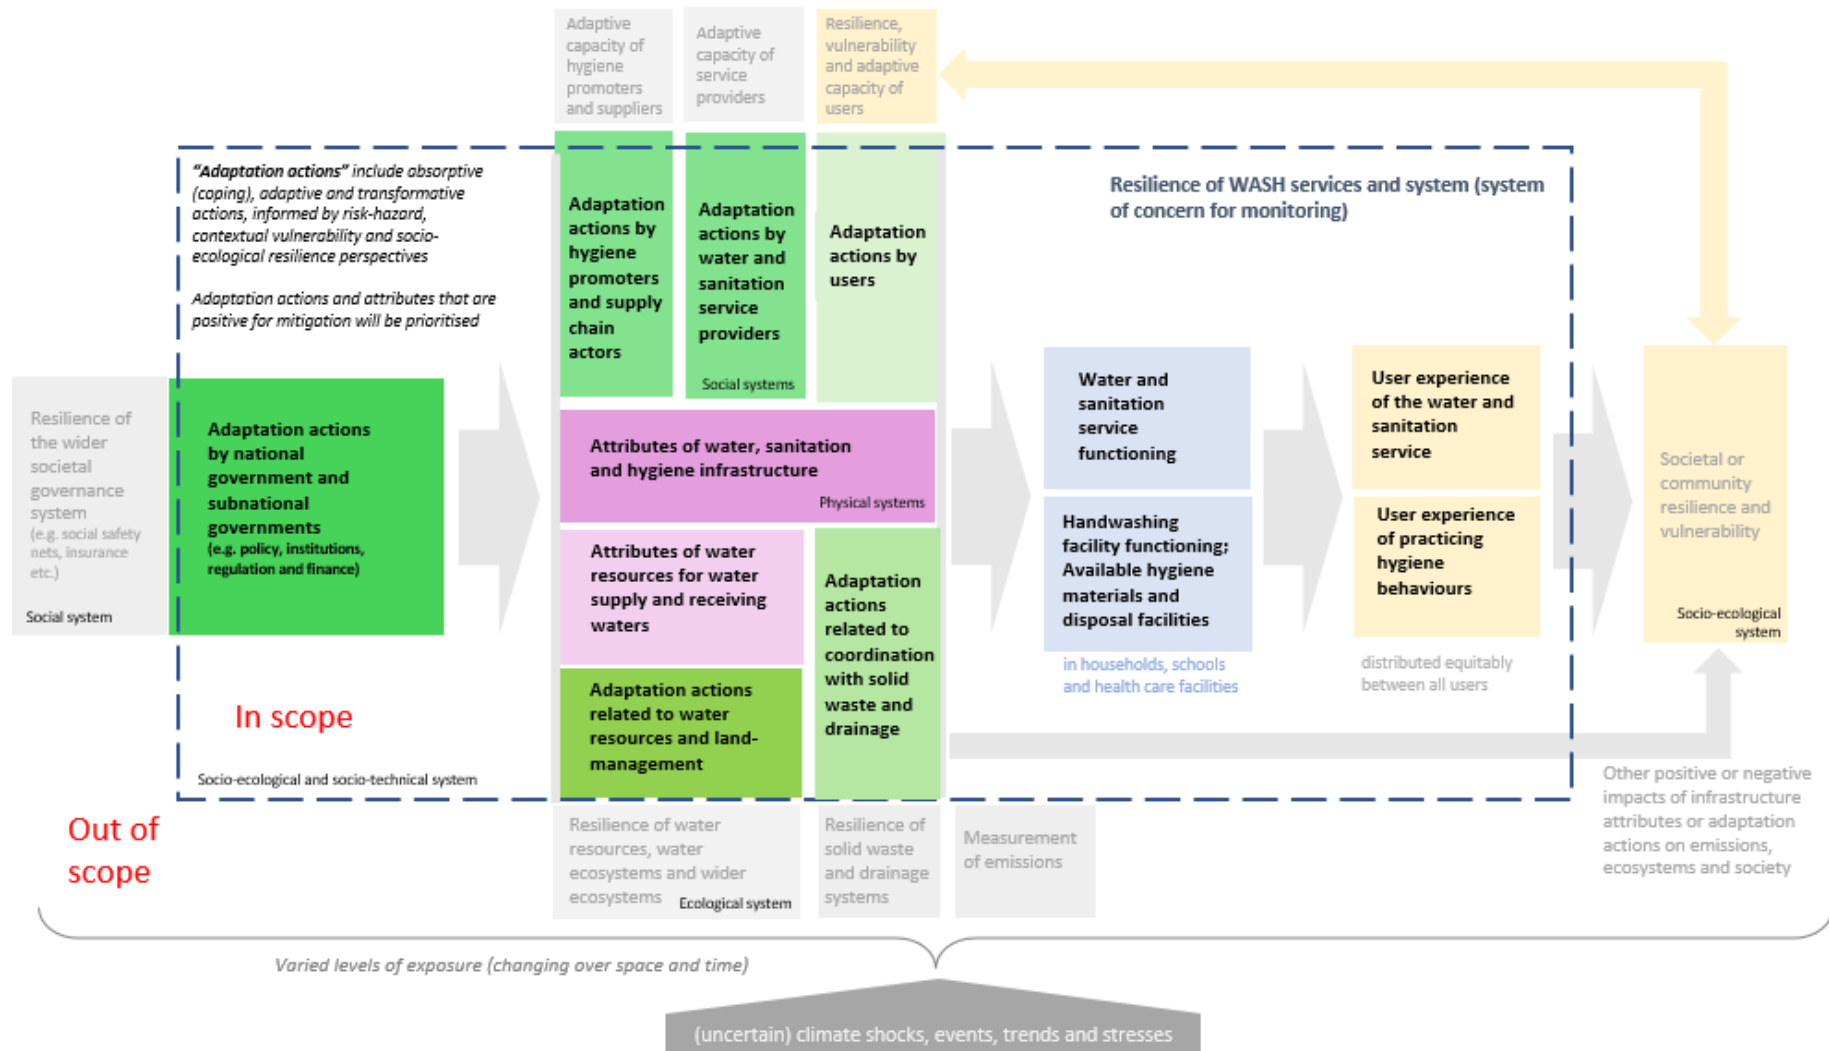 Adaptive
capacity of
hygiene
promoters
and suppliers
Adaptive
capacity of
service
providers
Resilience,
vulnerability
and adaptive
capacity of
users
"Adaptation actions" include absorptive
(coping), adaptive and transformative
actions, informed by risk-hazard,
contextual vulnerability and socio-
ecological resilience perspectives
Adaptation actions and attributes that are
positive for mitigation will be prioritised
Adaptation
actions by
hygiene
promoters
and supply
chain
actors
Adaptation
actions by
water and
sanitation
service
providers
Social systems
Adaptation
actions by
users
Resilience of WASH services and system (system
of concern for monitoring)
Resilience of
the wider
societal
governance
system
(e.g. social safety
nets, insurance
etc.)
Social system
Adaptation actions
by national
government and
subnational
governments
(e.g. policy, institutions,
regulation and finance)
Attributes of water, sanitation
and hygiene infrastructure
Physical systems
Attributes of water
resources for water
supply and receiving
waters
Adaptation
actions
related to
coordination
with solid
waste and
drainage
Adaptation actions
related to water
resources and land-
management
Water and
sanitation
service
functioning
Handwashing
facility functioning;
Available hygiene
materials and
disposal facilities
in households, schools
and health care facilities
User experience
of the water and
sanitation
service
User experience
of practicing
hygiene
behaviours
distributed equitably
between all users
Societal or
community
resilience and
vulnerability
Socio-ecological
system
In scope
Socio-ecological and socio-technical system
Out of
scope
Resilience of water
resources, water
ecosystems and wider
ecosystems
Ecological system
Resilience of
solid waste
and drainage
systems
Measurement
of emissions
Other positive or negative
impacts of infrastructure
attributes or adaptation
actions on emissions,
ecosystems and society
Varied levels of exposure (changing over space and time)
(uncertain) climate shocks, events, trends and stresses